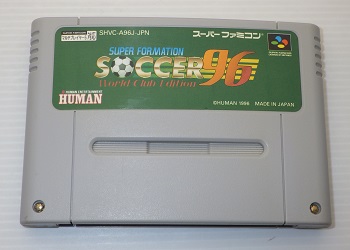 SHVC-A96J-JPN
スーパーファミコン
SUPER FORMATION
SOCCER 96
World Club Edition
HUMAN
©HUMAN 1996 MADE IN JAPAN